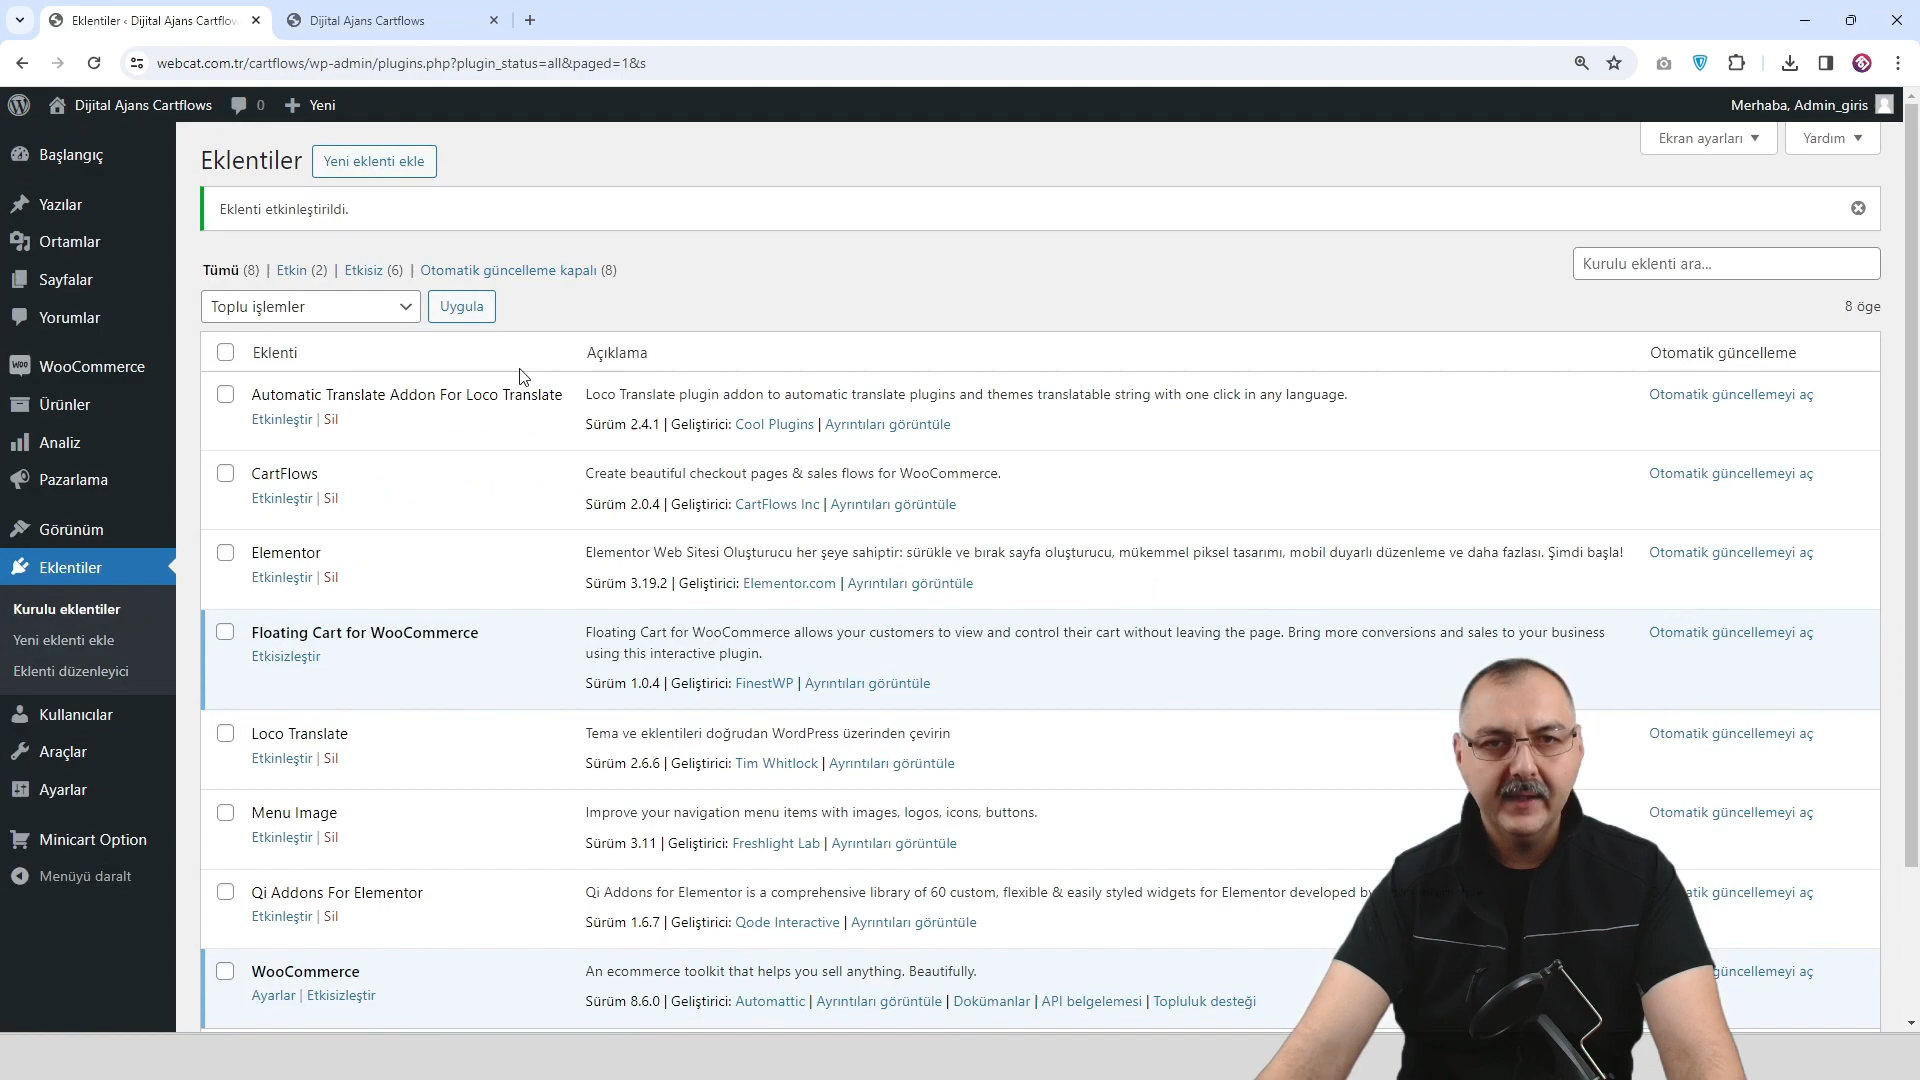 Eklentiler ‹ Dijital Ajans Cartflow
Dijital Ajans Cartflows
webcat.com.tr/cartflows/wp-admin/plugins.php?plugin_status=all&paged=1&s
Dijital Ajans Cartflows
0
Yeni
Merhaba, Admin_giris
Başlangıç
Yazılar
Ortamlar
Sayfalar
Yorumlar
WOO
WooCommerce
Ürünler
Analiz
Pazarlama
Görünüm
Eklentiler
Kurulu eklentiler
Yeni eklenti ekle
Eklenti düzenleyici
Kullanıcılar
Araçlar
Ayarlar
Minicart Option
Menüyü daralt
Ekran ayarları
Yardım
Eklentiler
Yeni eklenti ekle
Eklenti etkinleştirildi.
Tümü (8) | Etkin (2) | Etkisiz (6) | Otomatik güncelleme kapalı (8)
Kurulu eklenti ara...
Toplu işlemler
Uygula
8 öge
Eklenti Açıklama Otomatik güncelleme
Automatic Translate Addon For Loco Translate
Etkinleştir | Sil
Loco Translate plugin addon to automatic translate plugins and themes translatable string with one click in any language.
Sürüm 2.4.1 | Geliştirici: Cool Plugins | Ayrıntıları görüntüle
Otomatik güncellemeyi aç
CartFlows
Etkinleştir | Sil
Create beautiful checkout pages & sales flows for WooCommerce.
Sürüm 2.0.4 | Geliştirici: CartFlows Inc | Ayrıntıları görüntüle
Otomatik güncellemeyi aç
Elementor
Etkinleştir | Sil
Elementor Web Sitesi Oluşturucu her şeye sahiptir: sürükle ve bırak sayfa oluşturucu, mükemmel piksel tasarımı, mobil duyarlı düzenleme ve daha fazlası. Şimdi başla!
Sürüm 3.19.2 | Geliştirici: Elementor.com | Ayrıntıları görüntüle
Otomatik güncellemeyi aç
Floating Cart for WooCommerce
Etkisizleştir
Floating Cart for WooCommerce allows your customers to view and control their cart without leaving the page. Bring more conversions and sales to your business
using this interactive plugin.
Sürüm 1.0.4 | Geliştirici: FinestWP | Ayrıntıları görüntüle
Otomatik güncellemeyi aç
Loco Translate
Etkinleştir | Sil
Tema ve eklentileri doğrudan WordPress üzerinden çevirin
Sürüm 2.6.6 | Geliştirici: Tim Whitlock | Ayrıntıları görüntüle
Otomatik güncellemeyi aç
Menu Image
Etkinleştir | Sil
Improve your navigation menu items with images, logos, icons, buttons.
Sürüm 3.11 | Geliştirici: Freshlight Lab | Ayrıntıları görüntüle
Otomatik güncellemeyi aç
Qi Addons For Elementor
Etkinleştir | Sil
Qi Addons for Elementor is a comprehensive library of 60 custom, flexible & easily styled widgets for Elementor developed by
Sürüm 1.6.7 | Geliştirici: Qode Interactive | Ayrıntıları görüntüle
güncellemeyi aç
WooCommerce
Ayarlar | Etkisizleştir
An ecommerce toolkit that helps you sell anything. Beautifully.
Sürüm 8.6.0 | Geliştirici: Automattic | Ayrıntıları görüntüle | Dokümanlar | API belgelemesi | Topluluk desteği
güncellemeyi aç